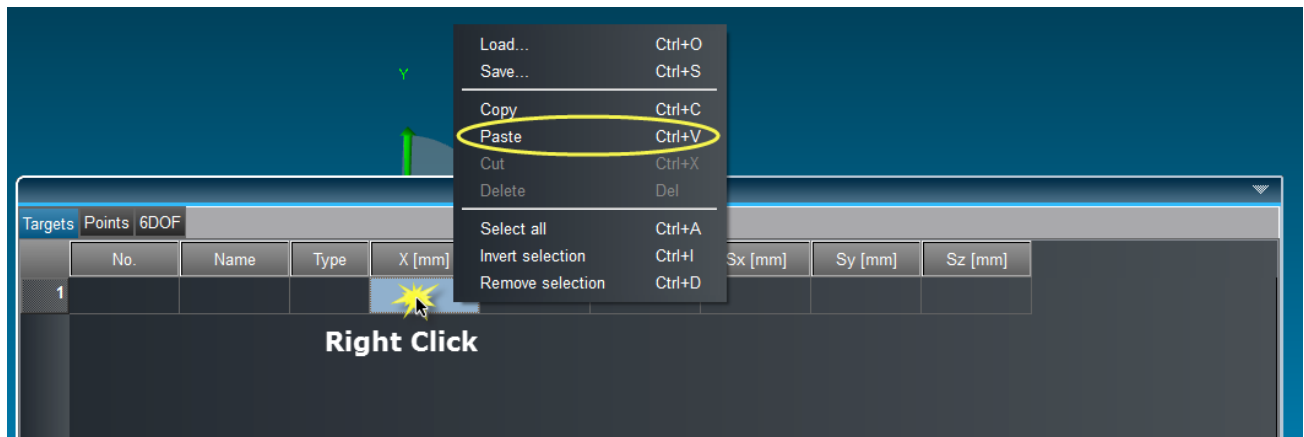 Load... Ctrl+O
Y
Save... Ctrl+S
Copy Ctrl+C
Paste Ctrl+V
Cut Ctrl+X
Delete Del
Targets Points 6DOF
Select all Ctrl+A
No. Name Type X [mm] Sx [mm] Sy [mm] Sz [mm]
Invert selection Ctrl+I
Remove selection Ctrl+D
1
Right Click